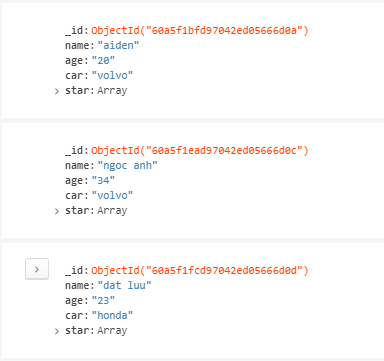 _id: ObjectId("60a5f1bfd97042ed05666d0a")
name: "aiden"
age: "20"
car: "volvo"
> star: Array
_id: ObjectId("60a5f1ead97042ed05666d0c")
name: "ngoc anh"
age: "34"
car: "volvo"
> star: Array
_id: ObjectId("60a5f1fcd97042ed05666d0d")
name: "dat luu"
age: "23"
car: "honda"
> star: Array